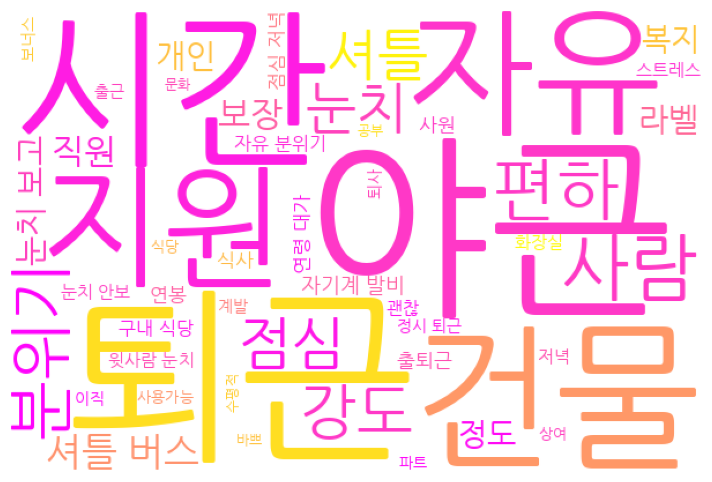 보너스
시간
개인
점심 저녁
셔틀
자유
복지
스트레스
출근
문화
보장
눈치
사원
공부
라벨
직원
자유 분위기
눈치 보고
지원
야근
편하
퇴사
연령 대가
화장실
사람
식당
식사
분위기
눈치 안보
연봉
자기계 발비
계발
괜찮
정시 퇴근
퇴근
구내 식당
점심
건물
윗사람 눈치
출퇴근
저녁
이직
사용가능
수평적
강도
셔틀 버스
바쁘
정도
상여
파트